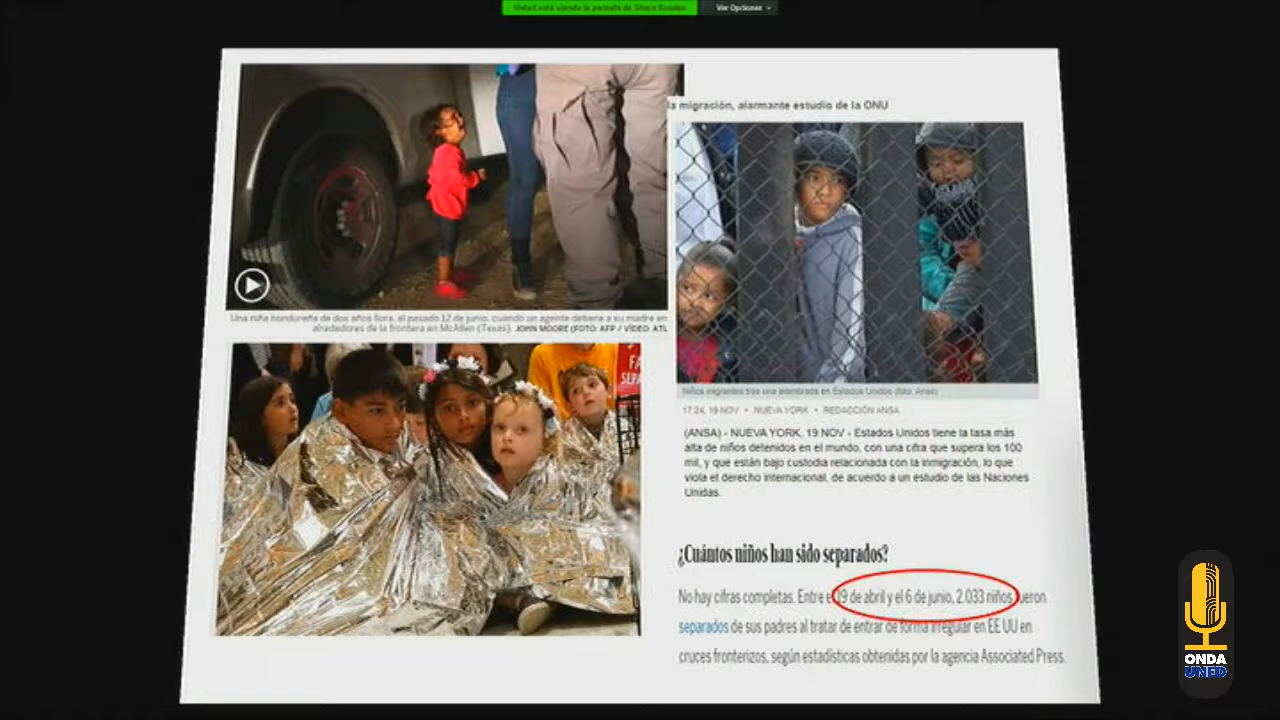 Usted está viendo la pantalla de
Ver Opciones
la migración, alarmante estudio de la ONU
Una niña hondureña de dos años llora, el pasado 12 de junio, cuando un agente detiene a su madre en
alrededores de la frontera en McAllen (Texas). JOHN MOORE (FOTO: AFP / VÍDEO: ATL
FA
SEPA
Niños migrantes tras una alambrada en Estados Unidos (foto: Ansa)
17:24, 19 NOV • NUEVA YORK • REDACCIÓN ANSA
(ANSA) - NUEVA YORK, 19 NOV - Estados Unidos tiene la tasa más
alta de niños detenidos en el mundo, con una cifra que supera los 100
mil, y que están bajo custodia relacionada con la inmigración, lo que
viola el derecho internacional, de acuerdo a un estudio de las Naciones
Unidas.
¿Cuántos niños han sido separados?
No hay cifras completas. Entre el 19 de abril y el 6 de junio, 2.033 niños fueron
separados de sus padres al tratar de entrar de forma irregular en EE UU en
cruces fronterizos, según estadísticas obtenidas por la agencia Associated Press.
ONDA
UNED